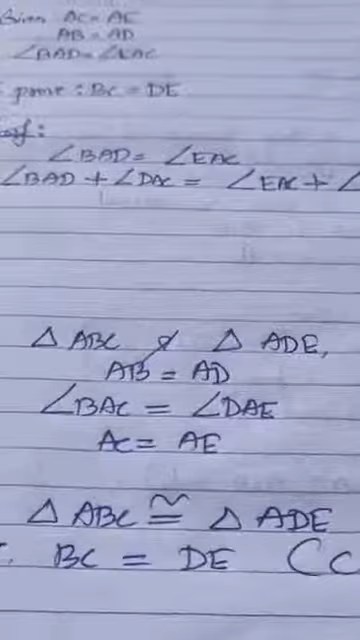 Given AC = AE
AB = AD
∠BAD = ∠EAC
prove : BC = DE
∠BAD = ∠EAC
∠BAD + ∠DAC = ∠EAC + ∠
△ ABC & △ ADE,
AB = AD
∠BAC = ∠DAE
AC = AE
△ ABC ≅ △ ADE
BC = DE (C